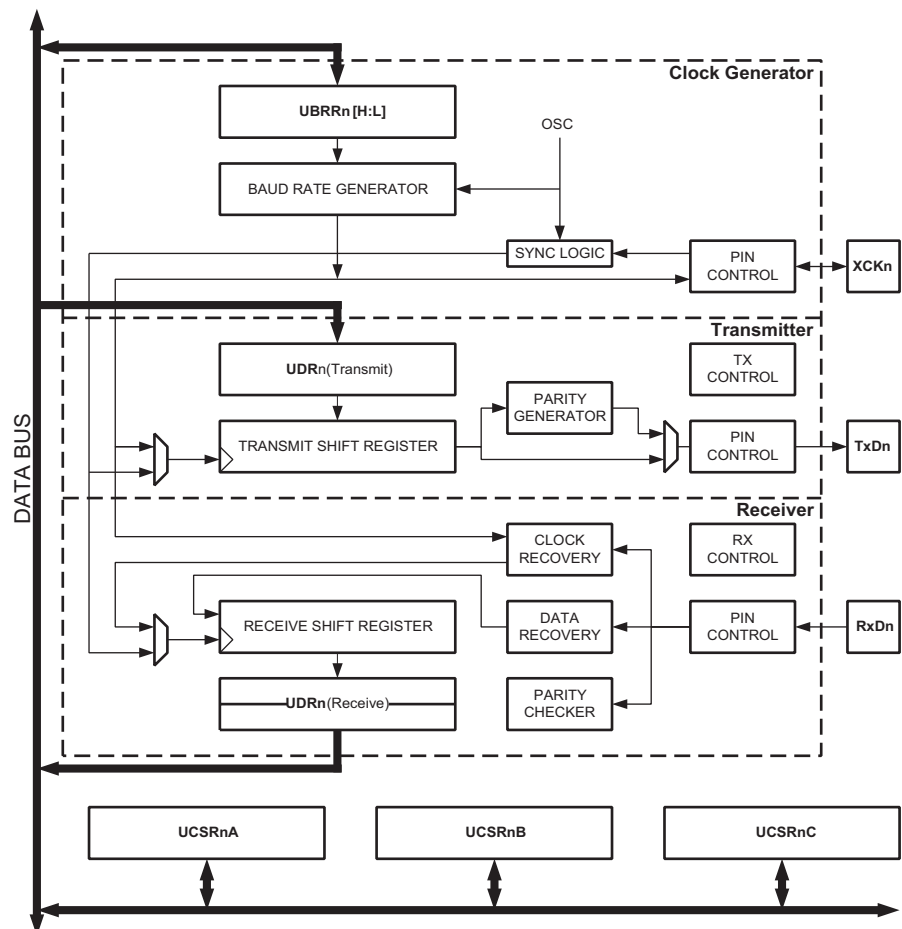 Clock Generator
UBRRn [H:L]
OSC
BAUD RATE GENERATOR
SYNC LOGIC
PIN
CONTROL
XCKn
Transmitter
UDRn(Transmit)
TX
CONTROL
PARITY
GENERATOR
TRANSMIT SHIFT REGISTER
PIN
CONTROL
TxDn
DATA BUS
Receiver
CLOCK
RECOVERY
RX
CONTROL
RECEIVE SHIFT REGISTER
DATA
RECOVERY
PIN
CONTROL
RxDn
UDRn(Receive)
PARITY
CHECKER
UCSRnA
UCSRnB
UCSRnC